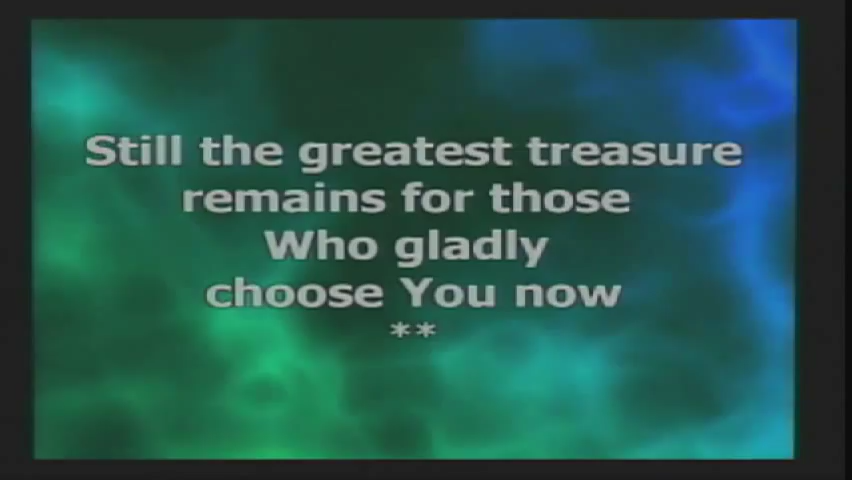 Still the greatest treasure
remains for those
Who gladly
choose You now
**